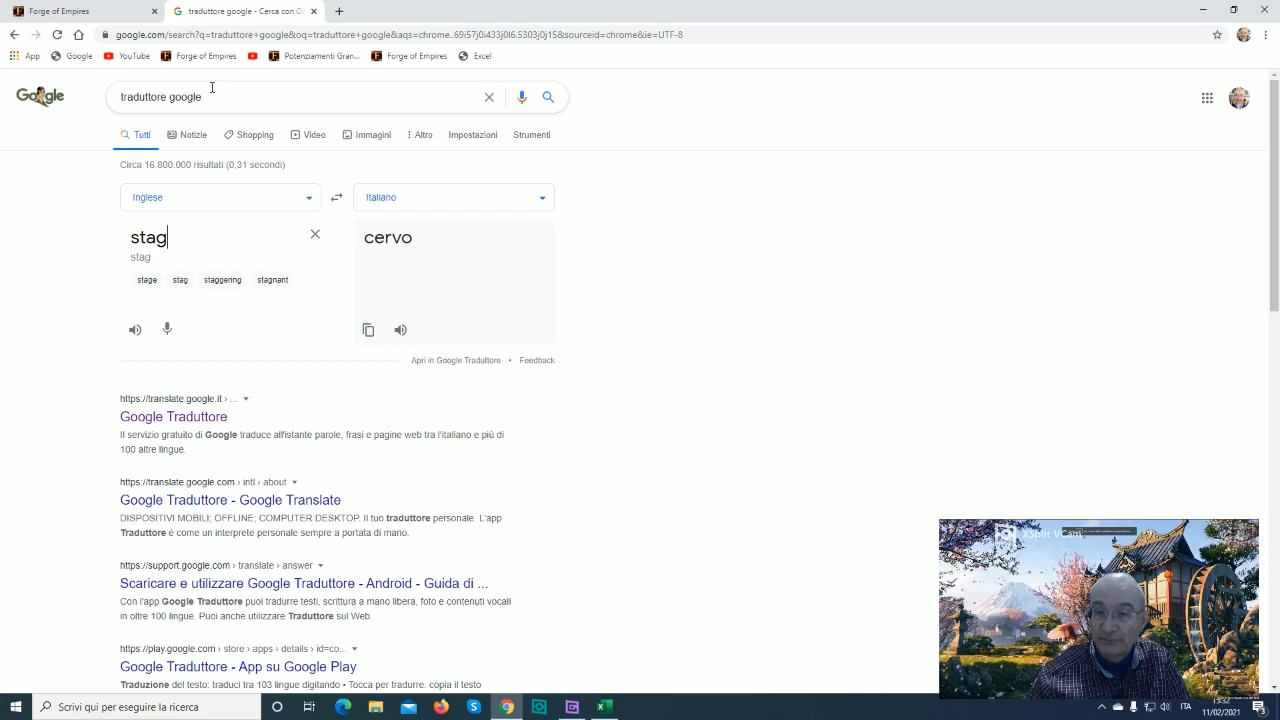 Forge of Empires
traduttore google - Cerca con Go
google.com/search?q=traduttore+google&oq=traduttore+google&aqs=chrome..69i57j0i433j0l6.5303j0j15&sourceid=chrome&ie=UTF-8
App Google YouTube Forge of Empires Potenziamenti Gran... Forge of Empires Excel
Google
traduttore google
Tutti Notizie Shopping Video Immagini Altro Impostazioni Strumenti
Circa 16.800.000 risultati (0,31 secondi)
Inglese Italiano
stag cervo
stag
stage stag staggering stagnant
Apri in Google Traduttore • Feedback
https://translate.google.it › ...
Google Traduttore
Il servizio gratuito di Google traduce all'istante parole, frasi e pagine web tra l'italiano e più di
100 altre lingue.
https://translate.google.com › intl › about
Google Traduttore - Google Translate
DISPOSITIVI MOBILI; OFFLINE; COMPUTER DESKTOP. Il tuo traduttore personale. L'app
Traduttore è come un interprete personale sempre a portata di mano.
https://support.google.com › translate › answer
Scaricare e utilizzare Google Traduttore - Android - Guida di ...
Con l'app Google Traduttore puoi tradurre testi, scrittura a mano libera, foto e contenuti vocali
in oltre 100 lingue. Puoi anche utilizzare Traduttore sul Web.
https://play.google.com › store › apps › details › id=co...
Google Traduttore - App su Google Play
Traduzione del testo: traduci tra 103 lingue digitando • Tocca per tradurre: copia il testo
XSplit VCam
Scrivi qui per eseguire la ricerca
ITA
15:32
11/02/2021
3